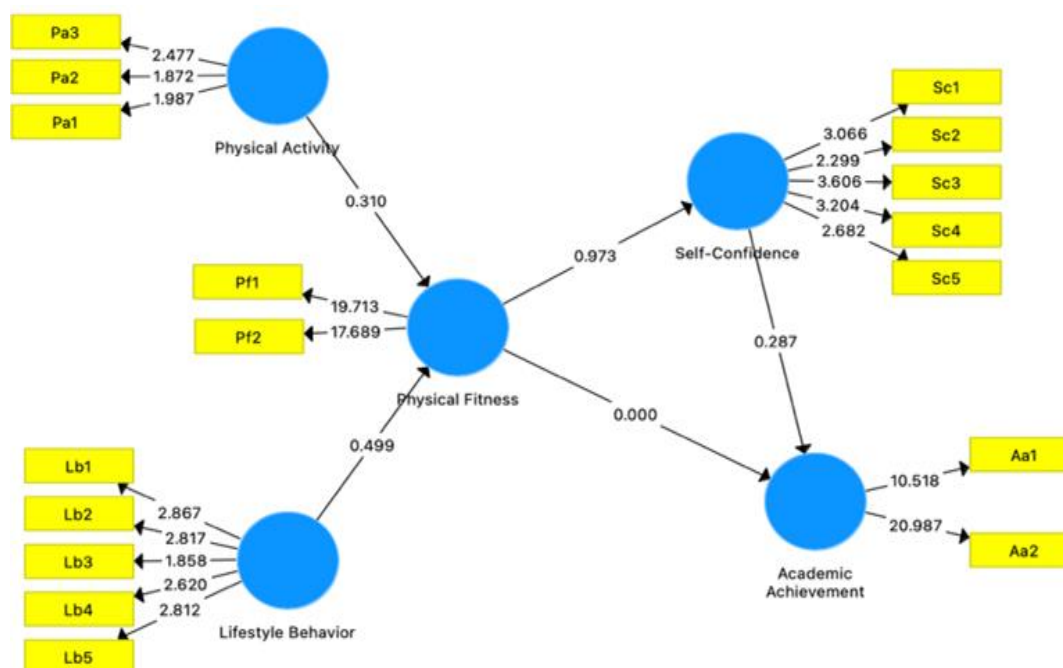 Pa3
Pa2
Pa1
2.477
1.872
1.987
Physical Activity
0.310
Sc1
Sc2
Sc3
Sc4
Sc5
3.066
2.299
3.606
3.204
2.682
Self-Confidence
0.973
Pf1
Pf2
19.713
17.689
Physical Fitness
0.287
0.000
0.499
Lb1
Lb2
Lb3
Lb4
Lb5
2.867
2.817
1.858
2.620
2.812
Lifestyle Behavior
Aa1
Aa2
10.518
20.987
Academic
Achievement